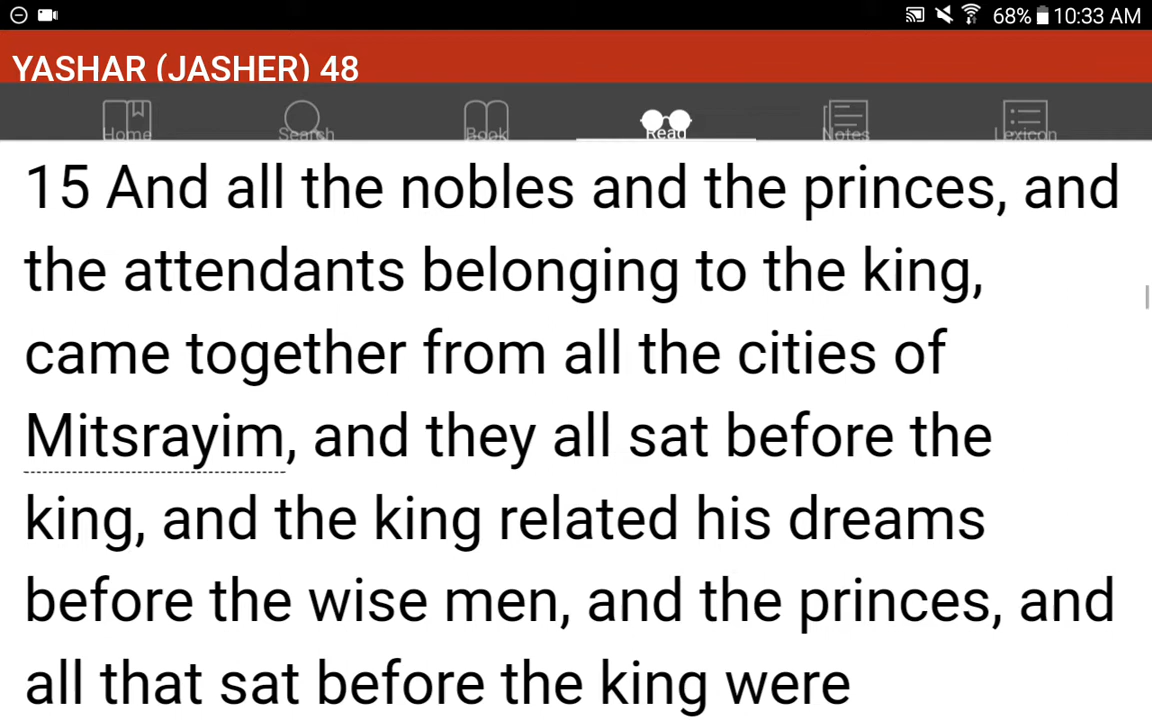 68% 10:33 AM
YASHAR (JASHER) 48
Home Search Book Read Notes Lexicon
15 And all the nobles and the princes, and
the attendants belonging to the king,
came together from all the cities of
Mitsrayim, and they all sat before the
king, and the king related his dreams
before the wise men, and the princes, and
all that sat before the king were